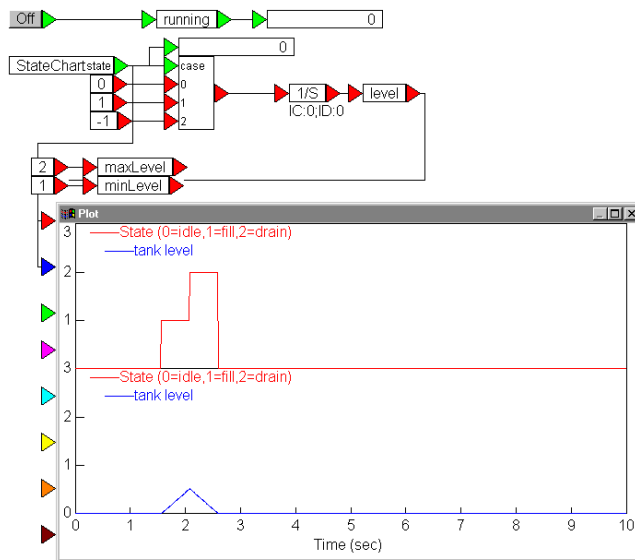 Off running 0
0
StateChart state case
0 0
1 1/S level
1
-1 2 IC:0;ID:0
2 maxLevel
1 minLevel
Plot
3 State (0=idle,1=fill,2=drain)
tank level
2
1
3
State (0=idle,1=fill,2=drain)
tank level
2
1
0
0 1 2 3 4 5 6 7 8 9 10
Time (sec)